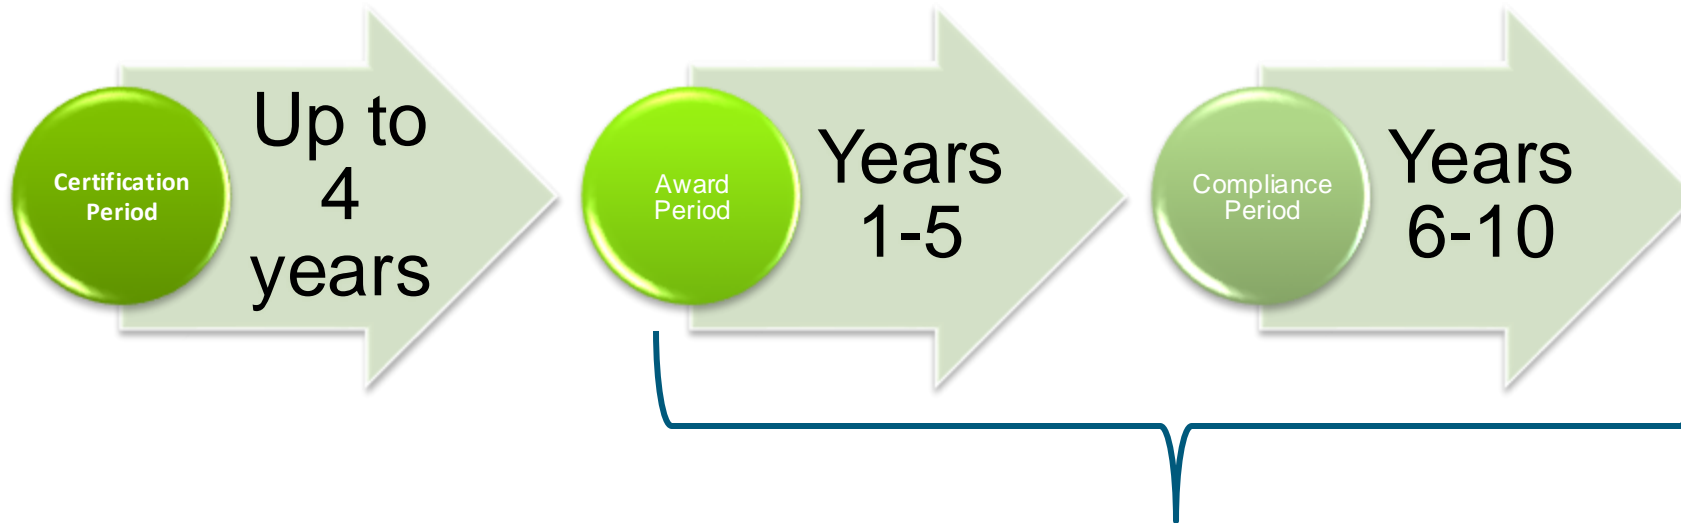 Certification
Period
Up to
4
years
Award
Period
Years
1-5
Compliance
Period
Years
6-10